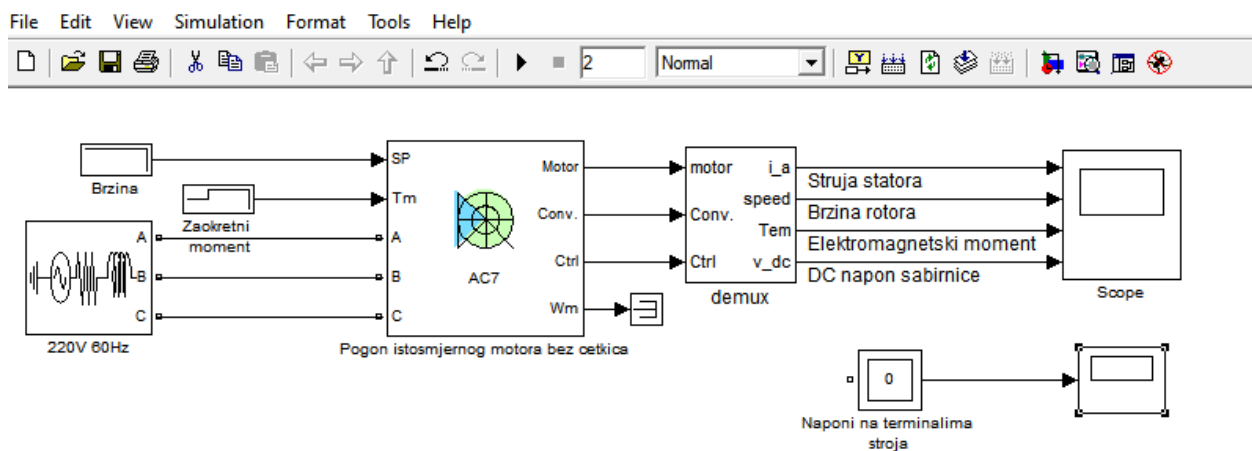 File Edit View Simulation Format Tools Help
2 Normal
Brzina
Zaokretni
moment
A
B
C
220V 60Hz
SP
Tm
A
B
C
Motor
Conv.
Ctrl
Wm
AC7
Pogon istosmjernog motora bez cetkica
motor
Conv.
Ctrl
i_a
speed
Tem
v_dc
demux
Struja statora
Brzina rotora
Elektromagnetski moment
DC napon sabirnice
Scope
0
Naponi na terminalima
stroja